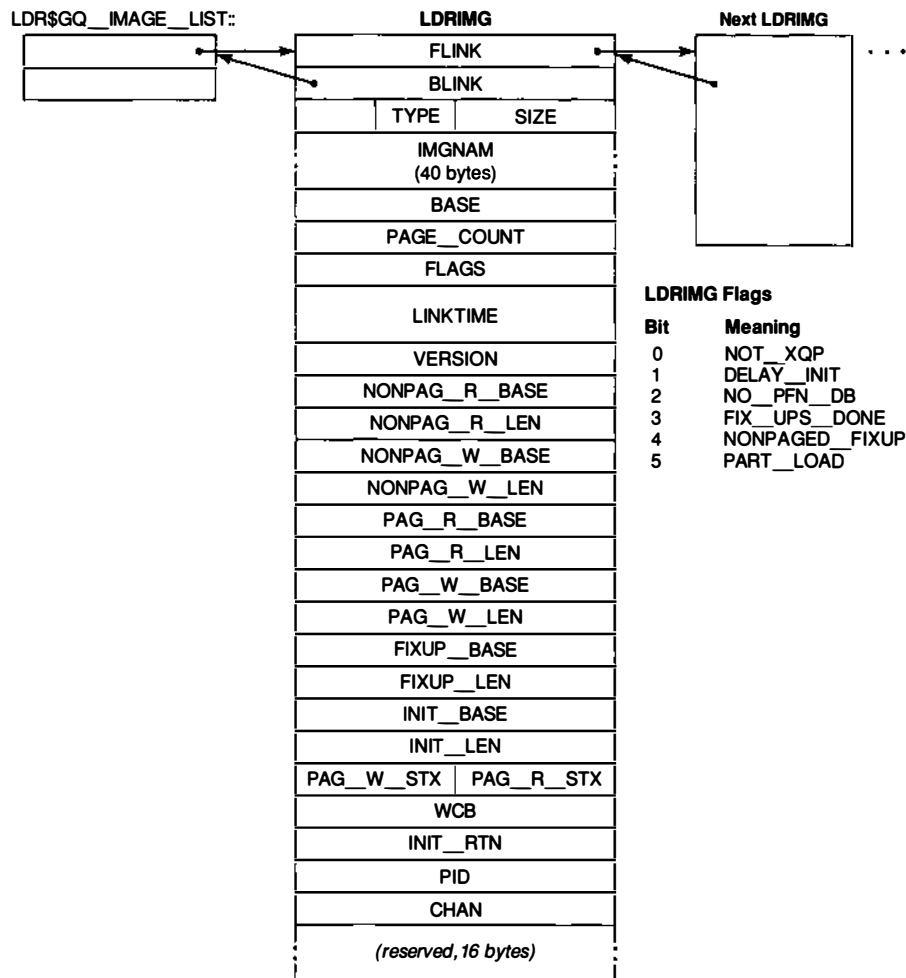 LDR$GQ__IMAGE__LIST::
LDRIMG
Next LDRIMG
FLINK
. . .
BLINK
TYPE SIZE
IMGNAM
(40 bytes)
BASE
PAGE__COUNT
FLAGS
LINKTIME
VERSION
NONPAG__R__BASE
NONPAG__R__LEN
NONPAG__W__BASE
NONPAG__W__LEN
PAG__R__BASE
PAG__R__LEN
PAG__W__BASE
PAG__W__LEN
FIXUP__BASE
FIXUP__LEN
INIT__BASE
INIT__LEN
PAG__W__STX PAG__R__STX
WCB
INIT__RTN
PID
CHAN
(reserved, 16 bytes)
LDRIMG Flags
Bit Meaning
0 NOT__XQP
1 DELAY__INIT
2 NO__PFN__DB
3 FIX__UPS__DONE
4 NONPAGED__FIXUP
5 PART__LOAD